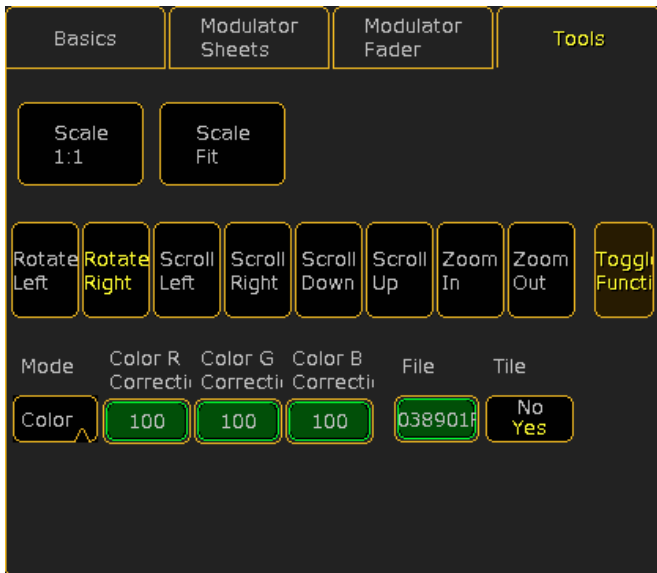 Basics
Modulator
Sheets
Modulator
Fader
Tools
Scale
1:1
Scale
Fit
Rotate
Left
Rotate
Right
Scroll
Left
Scroll
Right
Scroll
Down
Scroll
Up
Zoom
In
Zoom
Out
Toggl
Functi
Mode
Color R
Correcti
Color G
Correcti
Color B
Correcti
File
Tile
Color
100
100
100
038901
No
Yes